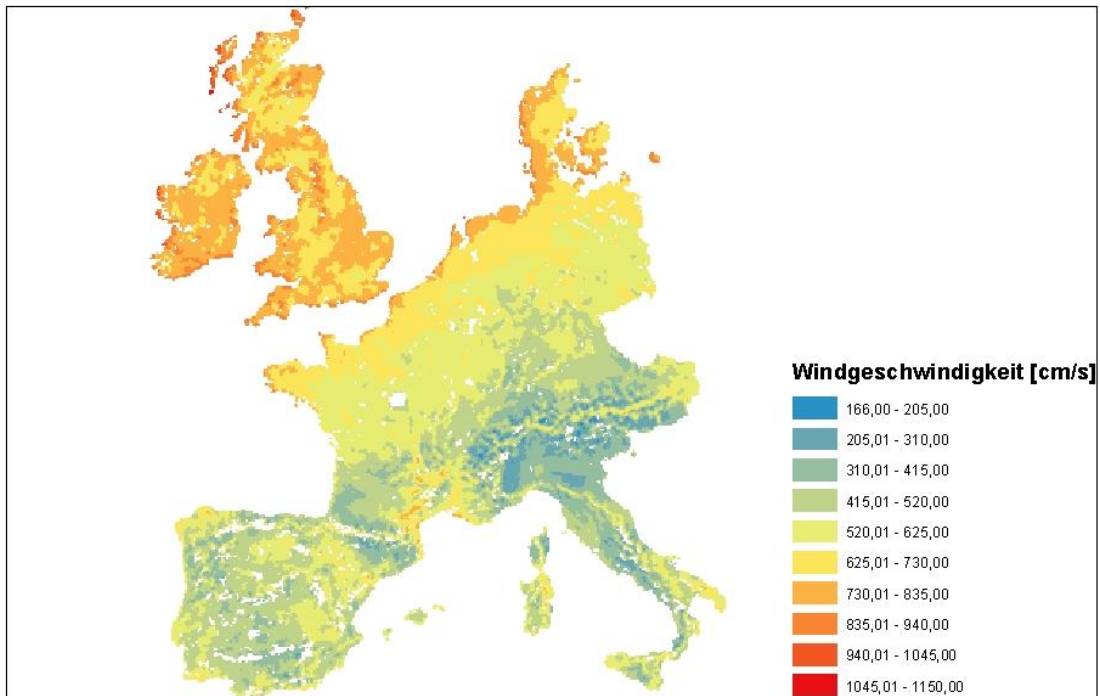 Windgeschwindigkeit [cm/s]
166,00 - 205,00
205,01 - 310,00
310,01 - 415,00
415,01 - 520,00
520,01 - 625,00
625,01 - 730,00
730,01 - 835,00
835,01 - 940,00
940,01 - 1045,00
1045,01 - 1150,00